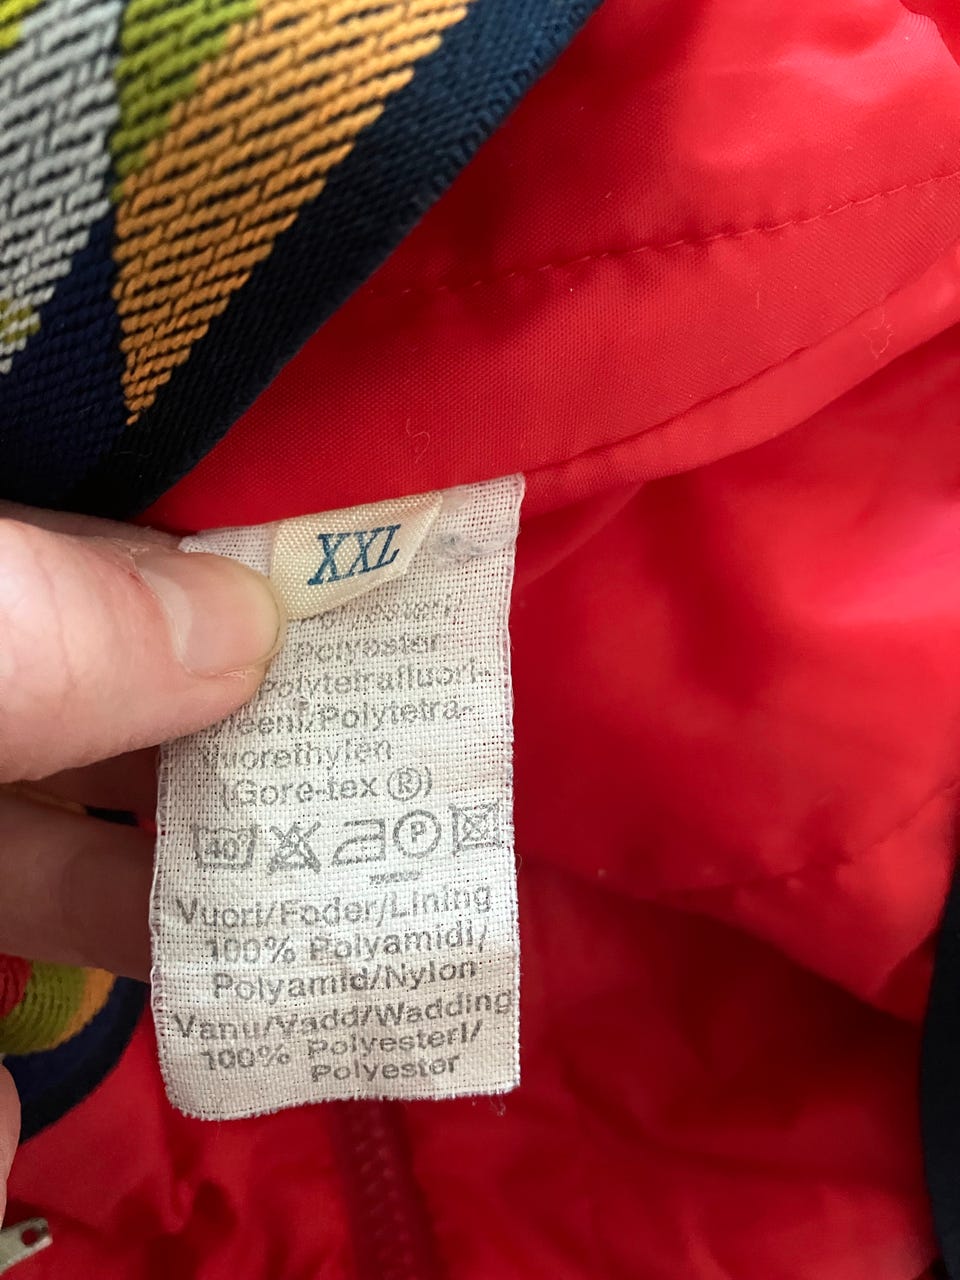 XXL
Polyester
Polytetrafluori-
eeni/Polytetra-
fluorethylen
(Gore-tex®)
40° P
Vuori/Foder/Lining
100% Polyamidi/
Polyamid/Nylon
Vanu/Vadd/Wadding
100% Polyesteri/
Polyester